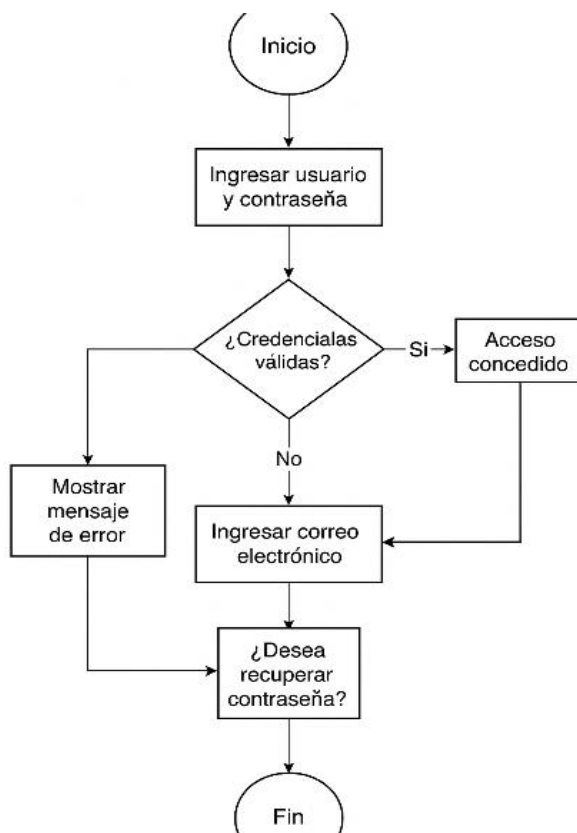 Inicio
Ingresar usuario
y contraseña
¿Credencialas
válidas?
Si
Acceso
concedido
No
Mostrar
mensaje
de error
Ingresar correo
electrónico
¿Desea
recuperar
contraseña?
Fin